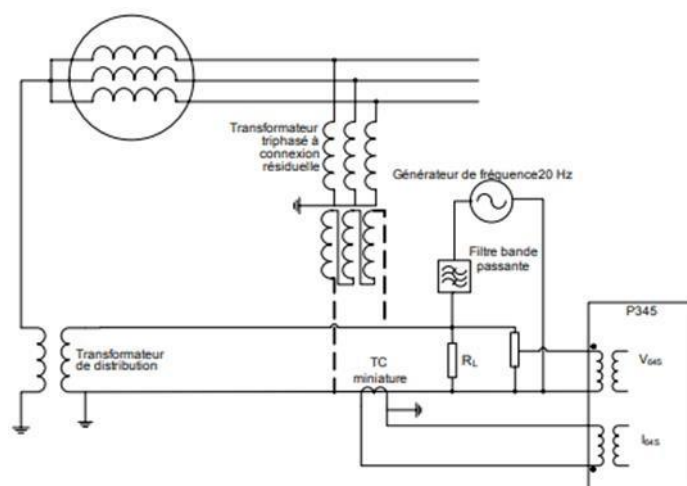 Transformateur
triphasé à
connexion
résiduelle
Générateur de fréquence20 Hz
Filtre bande
passante
P345
Transformateur
de distribution
TC
miniature
RL
V64S
I64S